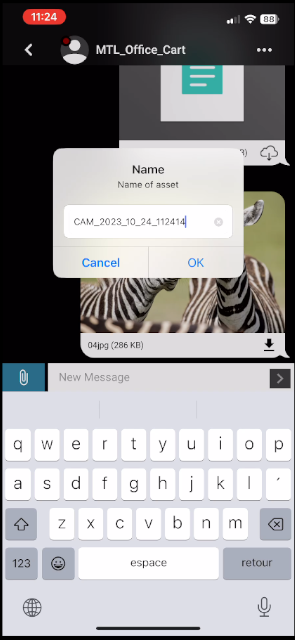 11:24
88
MTL_Office_Cart
Name
Name of asset
CAM_2023_10_24_112414
Cancel
OK
04jpg (286 KB)
New Message
q w e r t y u i o p
a s d f g h j k l ´
z x c v b n m
123
espace
retour